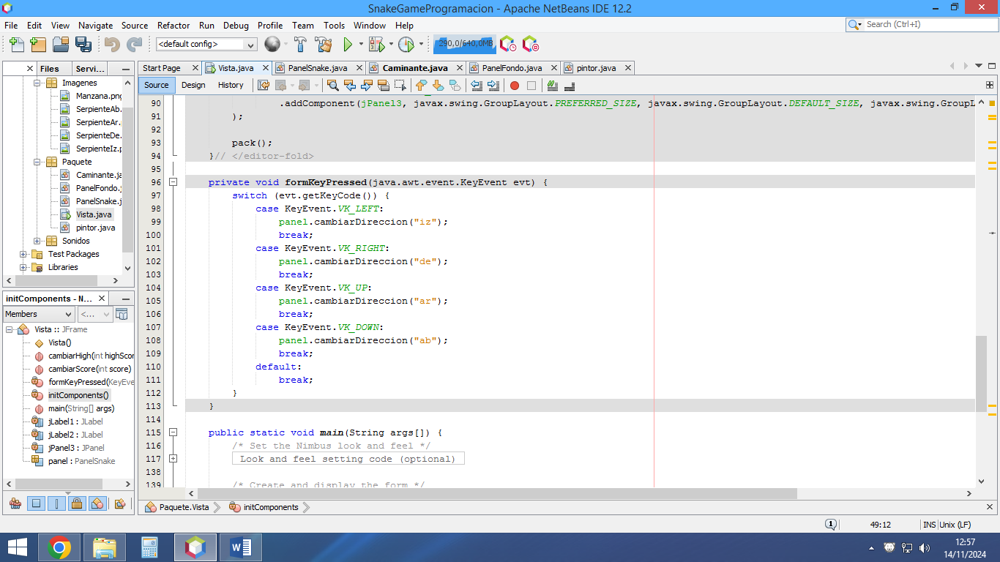 SnakeGameProgramacion - Apache NetBeans IDE 12.2
File Edit View Navigate Source Refactor Run Debug Profile Team Tools Window Help
Search (Ctrl+I)
<default config>
290,0/640,0MB
Files
Servi...
Start Page
Vista.java
PanelSnake.java
Caminante.java
PanelFondo.java
pintor.java
Source Design History
Imagenes
Manzana.png
SerpienteAb.
SerpienteAr.
SerpienteDe.
SerpienteIz.p
Paquete
Caminante.ja
PanelFondo.j
PanelSnake.j
Vista.java
pintor.java
Sonidos
Test Packages
Libraries
initComponents - N...
Members
<...
Vista :: JFrame
Vista()
cambiarHigh(int highScor
cambiarScore(int score)
formKeyPressed(KeyEve
initComponents()
main(String[] args)
jLabel1 : JLabel
jLabel2 : JLabel
jPanel3 : JPanel
panel : PanelSnake
90 .addComponent(jPanel3, javax.swing.GroupLayout.PREFERRED_SIZE, javax.swing.GroupLayout.DEFAULT_SIZE, javax.swing.GroupL
91 );
92
93 pack();
94 }// </editor-fold>
95
96 private void formKeyPressed(java.awt.event.KeyEvent evt) {
97 switch (evt.getKeyCode()) {
98 case KeyEvent.VK_LEFT:
99 panel.cambiarDireccion("iz");
100 break;
101 case KeyEvent.VK_RIGHT:
102 panel.cambiarDireccion("de");
103 break;
104 case KeyEvent.VK_UP:
105 panel.cambiarDireccion("ar");
106 break;
107 case KeyEvent.VK_DOWN:
108 panel.cambiarDireccion("ab");
109 break;
110 default:
111 break;
112 }
113 }
114
115 public static void main(String args[]) {
116 /* Set the Nimbus look and feel */
117 Look and feel setting code (optional)
138
139 /* Create and display the form */
Paquete.Vista
initComponents
1
49:12
INS
Unix (LF)
12:57
14/11/2024